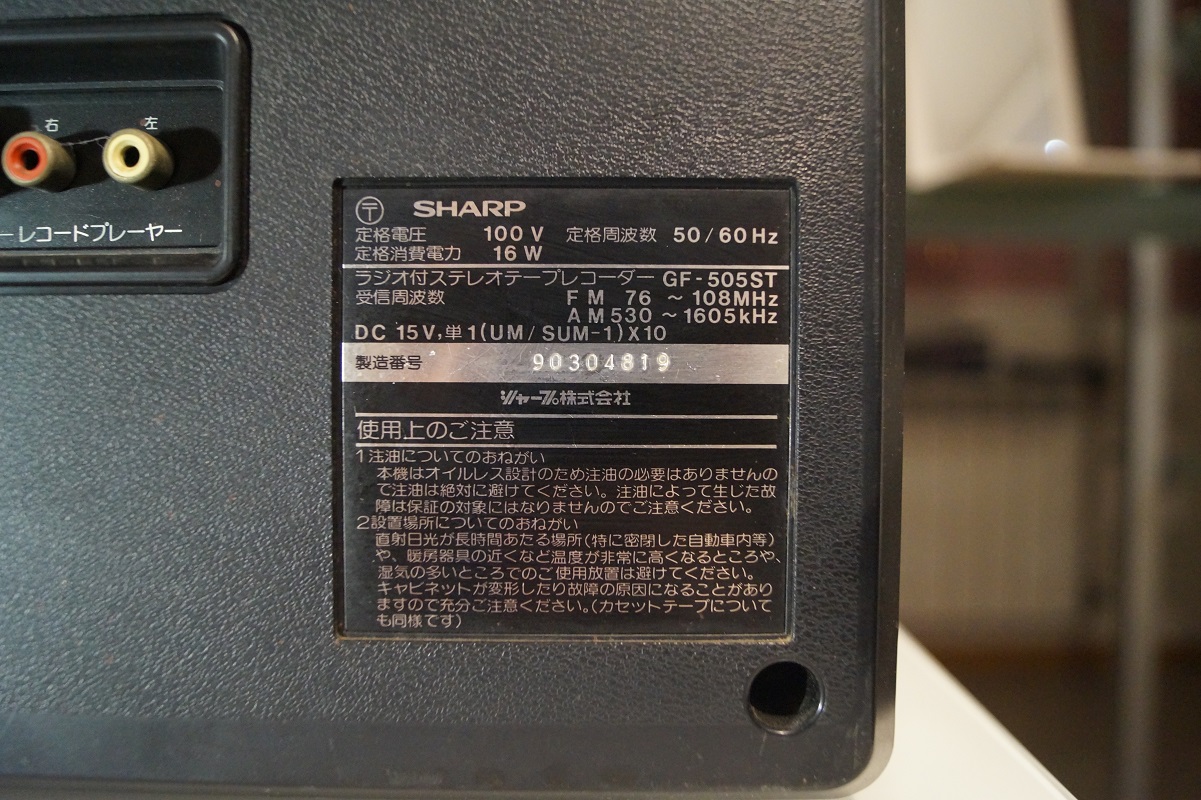 右 左
レコードプレーヤー
〒 SHARP
定格電圧 100 V 定格周波数 50/60Hz
定格消費電力 16 W
ラジオ付ステレオテープレコーダー GF-505ST
受信周波数 FM 76 ~ 108MHz
AM 530 ~ 1605kHz
DC 15V, 単1(UM/SUM-1)X10
製造番号 90304819
シャープ株式会社
使用上のご注意
1注油についてのおねがい
本機はオイルレス設計のため注油の必要はありませんの
で注油は絶対に避けてください。注油によって生じた故
障は保証の対象にはなりませんのでご注意ください。
2設置場所についてのおねがい
直射日光が長時間あたる場所(特に密閉した自動車内等)
や、暖房器具の近くなど温度が非常に高くなるところや、
湿気の多いところでのご使用放置は避けてください。
キャビネットが変形したり故障の原因になることがあり
ますので充分ご注意ください。(カセットテープについて
も同様です)